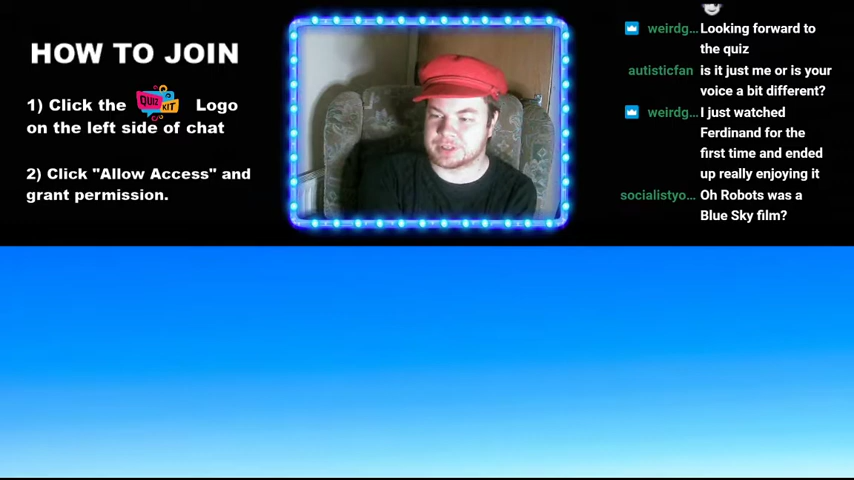 HOW TO JOIN
1) Click the QUIZ KIT Logo
on the left side of chat
2) Click "Allow Access" and
grant permission.
weirdg... Looking forward to
the quiz
autisticfan is it just me or is your
voice a bit different?
weirdg... I just watched
Ferdinand for the
first time and ended
up really enjoying it
socialistyo... Oh Robots was a
Blue Sky film?